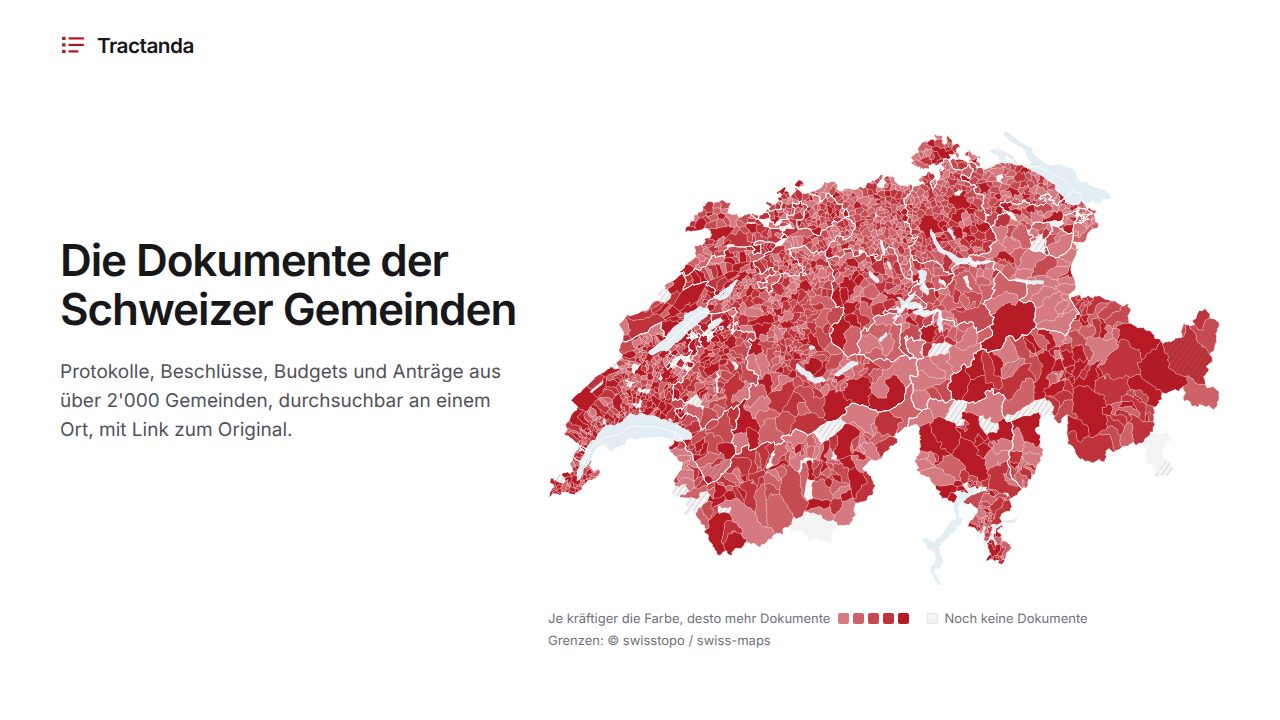 Tractanda
Die Dokumente der
Schweizer Gemeinden
Protokolle, Beschlüsse, Budgets und Anträge aus
über 2'000 Gemeinden, durchsuchbar an einem
Ort, mit Link zum Original.
Je kräftiger die Farbe, desto mehr Dokumente
Noch keine Dokumente
Grenzen: © swisstopo / swiss-maps